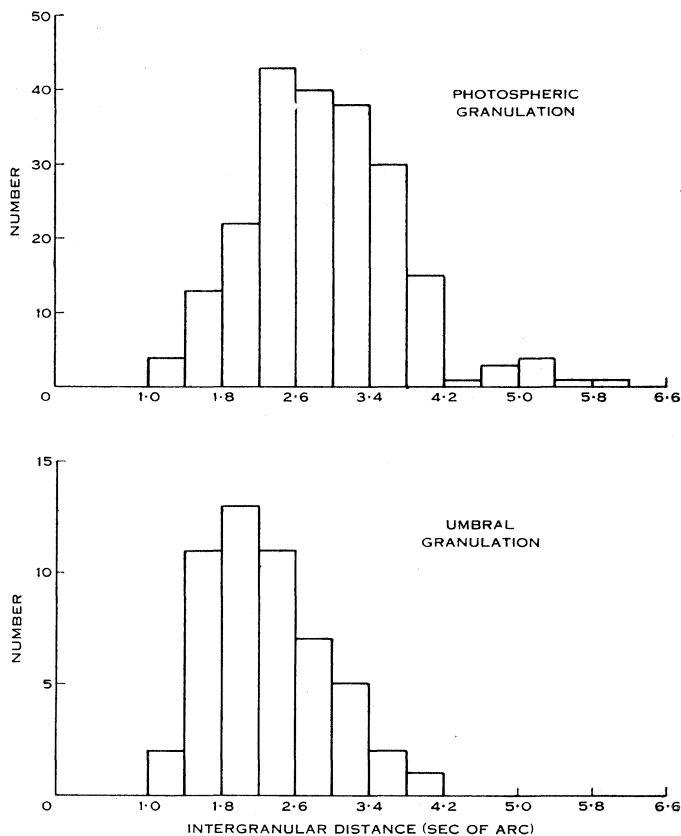 50
40
30
20
10
0
NUMBER
PHOTOSPHERIC
GRANULATION
1·0 1·8 2·6 3·4 4·2 5·0 5·8 6·6
15
10
5
0
NUMBER
UMBRAL
GRANULATION
1·0 1·8 2·6 3·4 4·2 5·0 5·8 6·6
INTERGRANULAR DISTANCE (SEC OF ARC)